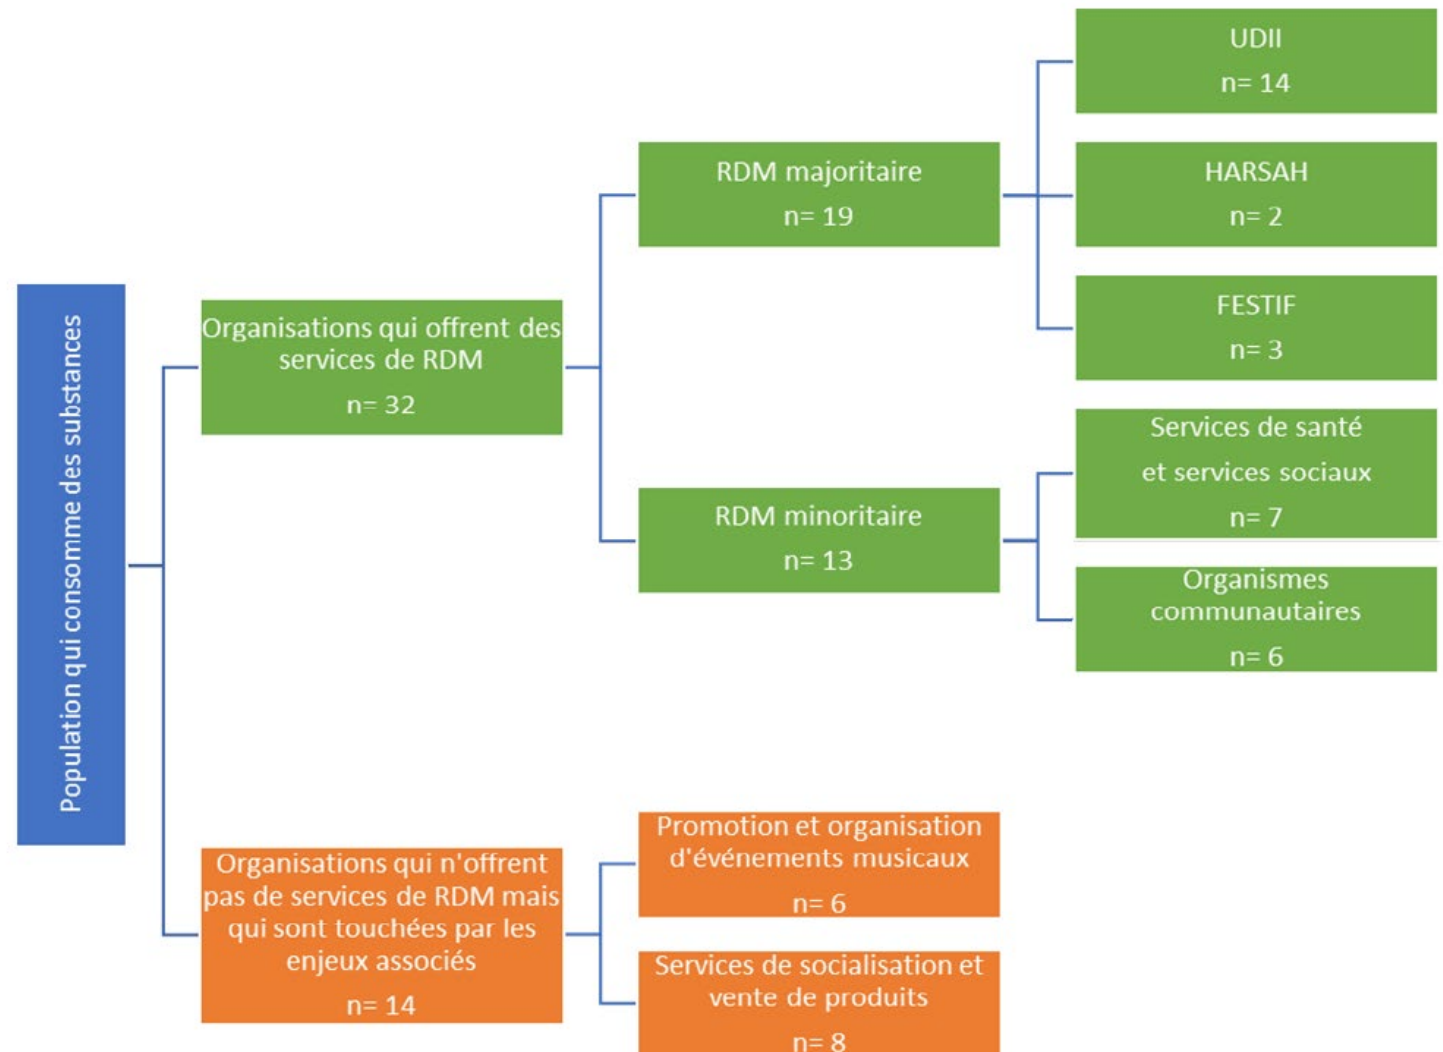 Population qui consomme des substances
Organisations qui offrent des
services de RDM
n= 32
RDM majoritaire
n= 19
UDII
n= 14
HARSAH
n= 2
FESTIF
n= 3
RDM minoritaire
n= 13
Services de santé
et services sociaux
n= 7
Organismes
communautaires
n= 6
Organisations qui n'offrent
pas de services de RDM mais
qui sont touchées par les
enjeux associés
n= 14
Promotion et organisation
d'événements musicaux
n= 6
Services de socialisation et
vente de produits
n= 8